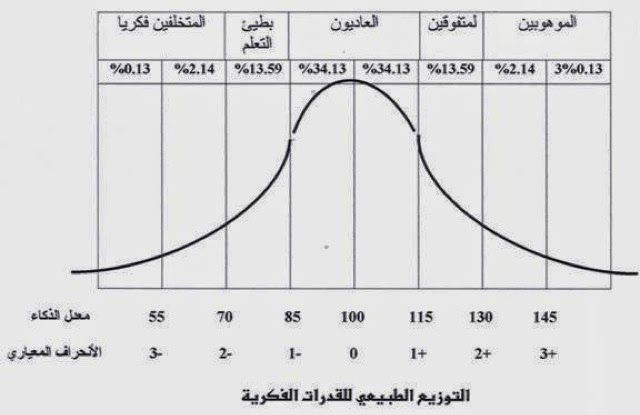 الموهوبين لمتفوقين العاديون بطيئ التعلم المتخلفين فكريا
%0.13 %2.14 %13.59 %34.13 %34.13 %13.59 %2.14 3%0.13
معدل الذكاء 55 70 85 100 115 130 145
الأنحراف المعياري 3- 2- 1- 0 1+ 2+ 3+
التوزيع الطبيعي للقدرات الفكرية